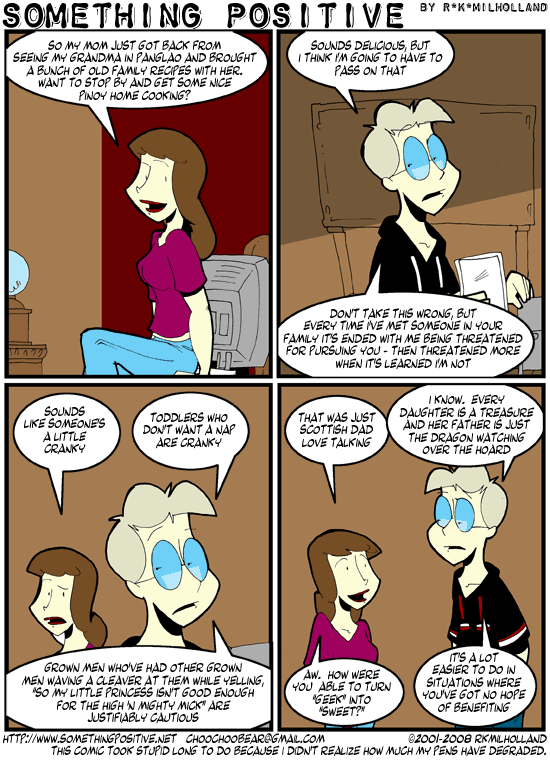 SOMETHING POSITIVE BY R*K*MILHOLLAND
SO MY MOM JUST GOT BACK FROM
SEEING MY GRANDMA IN PANGLAO AND BROUGHT
A BUNCH OF OLD FAMILY RECIPES WITH HER.
WANT TO STOP BY AND GET SOME NICE
PINOY HOME COOKING?
SOUNDS DELICIOUS, BUT
I THINK I'M GOING TO HAVE TO
PASS ON THAT
DON'T TAKE THIS WRONG, BUT
EVERY TIME I'VE MET SOMEONE IN YOUR
FAMILY IT'S ENDED WITH ME BEING THREATENED
FOR PURSUING YOU - THEN THREATENED MORE
WHEN IT'S LEARNED I'M NOT
SOUNDS
LIKE SOMEONE'S
A LITTLE
CRANKY
TODDLERS WHO
DON'T WANT A NAP
ARE CRANKY
GROWN MEN WHO'VE HAD OTHER GROWN
MEN WAVING A CLEAVER AT THEM WHILE YELLING,
"SO MY LITTLE PRINCESS ISN'T GOOD ENOUGH
FOR THE HIGH 'N MIGHTY MICK" ARE
JUSTIFIABLY CAUTIOUS
THAT WAS JUST
SCOTTISH DAD
LOVE TALKING
I KNOW. EVERY
DAUGHTER IS A TREASURE
AND HER FATHER IS JUST
THE DRAGON WATCHING
OVER THE HOARD
AW. HOW WERE
YOU ABLE TO TURN
"GEEK" INTO
"SWEET?"
IT'S A LOT
EASIER TO DO IN
SITUATIONS WHERE
YOU'VE GOT NO HOPE
OF BENEFITING
HTTP://WWW.SOMETHINGPOSITIVE.NET CHOOCHOOBEAR@GMAIL.COM ©2001-2008 RKMILHOLLAND
THIS COMIC TOOK STUPID LONG TO DO BECAUSE I DIDN'T REALIZE HOW MUCH MY PENS HAVE DEGRADED.